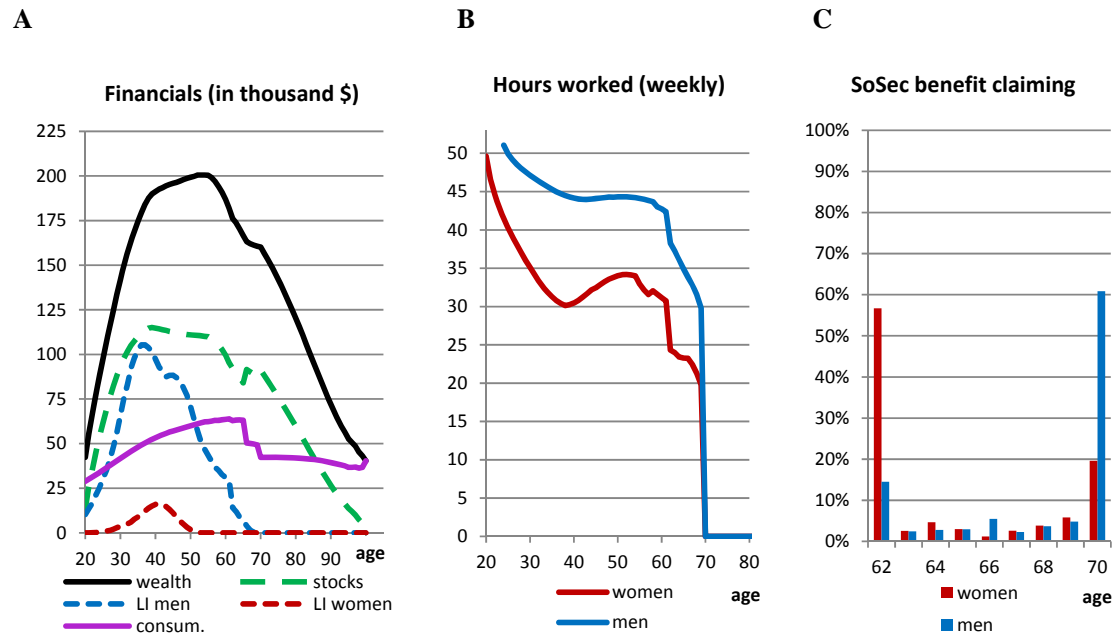 A
B
C
Financials (in thousand $)
225
200
175
150
125
100
75
50
25
0
20 30 40 50 60 70 80 90
age
wealth
stocks
LI men
LI women
consum.
Hours worked (weekly)
50
45
40
35
30
25
20
15
10
5
0
20 30 40 50 60 70 80
age
women
men
SoSec benefit claiming
100%
90%
80%
70%
60%
50%
40%
30%
20%
10%
0%
62 64 66 68 70
age
women
men